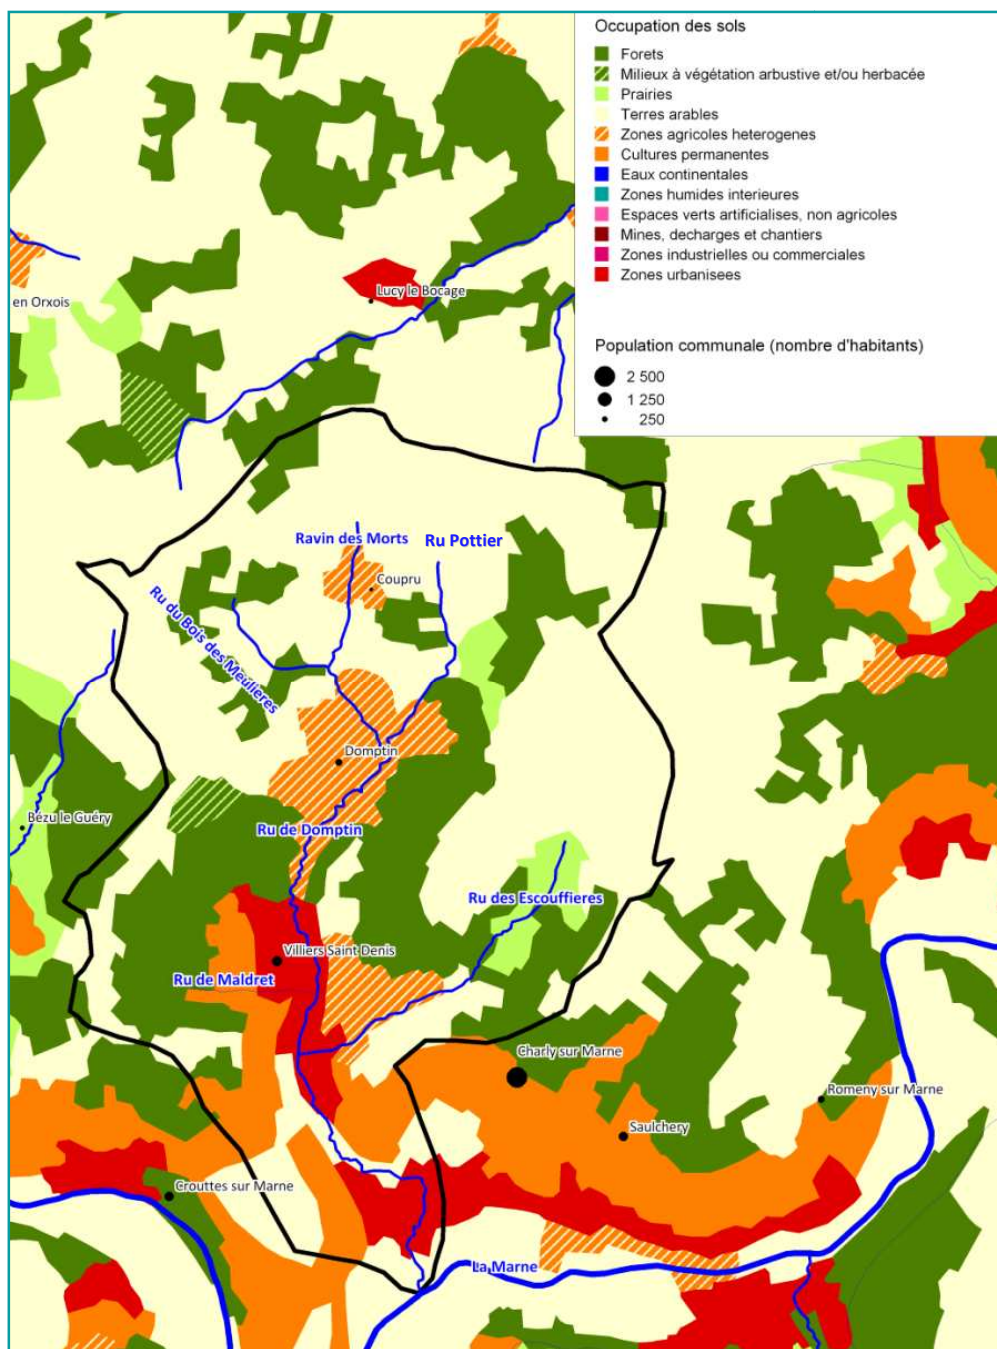 Occupation des sols
Forets
Milieux à végétation arbustive et/ou herbacée
Prairies
Terres arables
Zones agricoles heterogenes
Cultures permanentes
Eaux continentales
Zones humides interieures
Espaces verts artificialises, non agricoles
Mines, decharges et chantiers
Zones industrielles ou commerciales
Zones urbanisees
Population communale (nombre d'habitants)
2 500
1 250
250
Lucy le Bocage
en Orxois
Ravin des Morts
Ru Pottier
Coupru
Ru du Bois des Meulieres
Domptin
Bézu le Guéry
Ru de Domptin
Ru des Escouffieres
Villiers Saint Denis
Ru de Maldret
Charly sur Marne
Romeny sur Marne
Saulchery
Crouttes sur Marne
La Marne